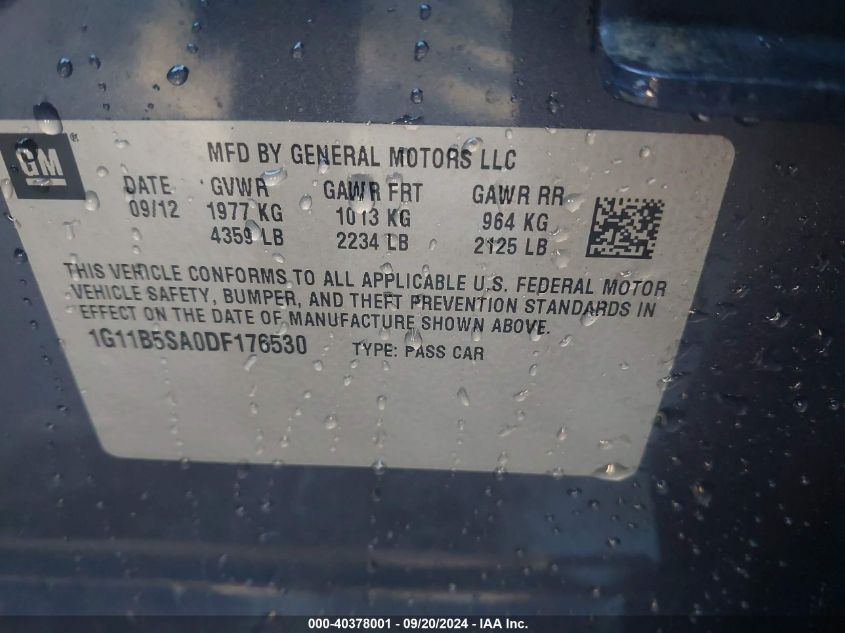 GM ®
MFD BY GENERAL MOTORS LLC
DATE GVWR GAWR FRT GAWR RR
09/12 1977 KG 1013 KG 964 KG
4359 LB 2234 LB 2125 LB
THIS VEHICLE CONFORMS TO ALL APPLICABLE U.S. FEDERAL MOTOR
VEHICLE SAFETY, BUMPER, AND THEFT PREVENTION STANDARDS IN
EFFECT ON THE DATE OF MANUFACTURE SHOWN ABOVE.
1G11B5SA0DF176530 TYPE: PASS CAR
000-40378001 - 09/20/2024 - IAA Inc.